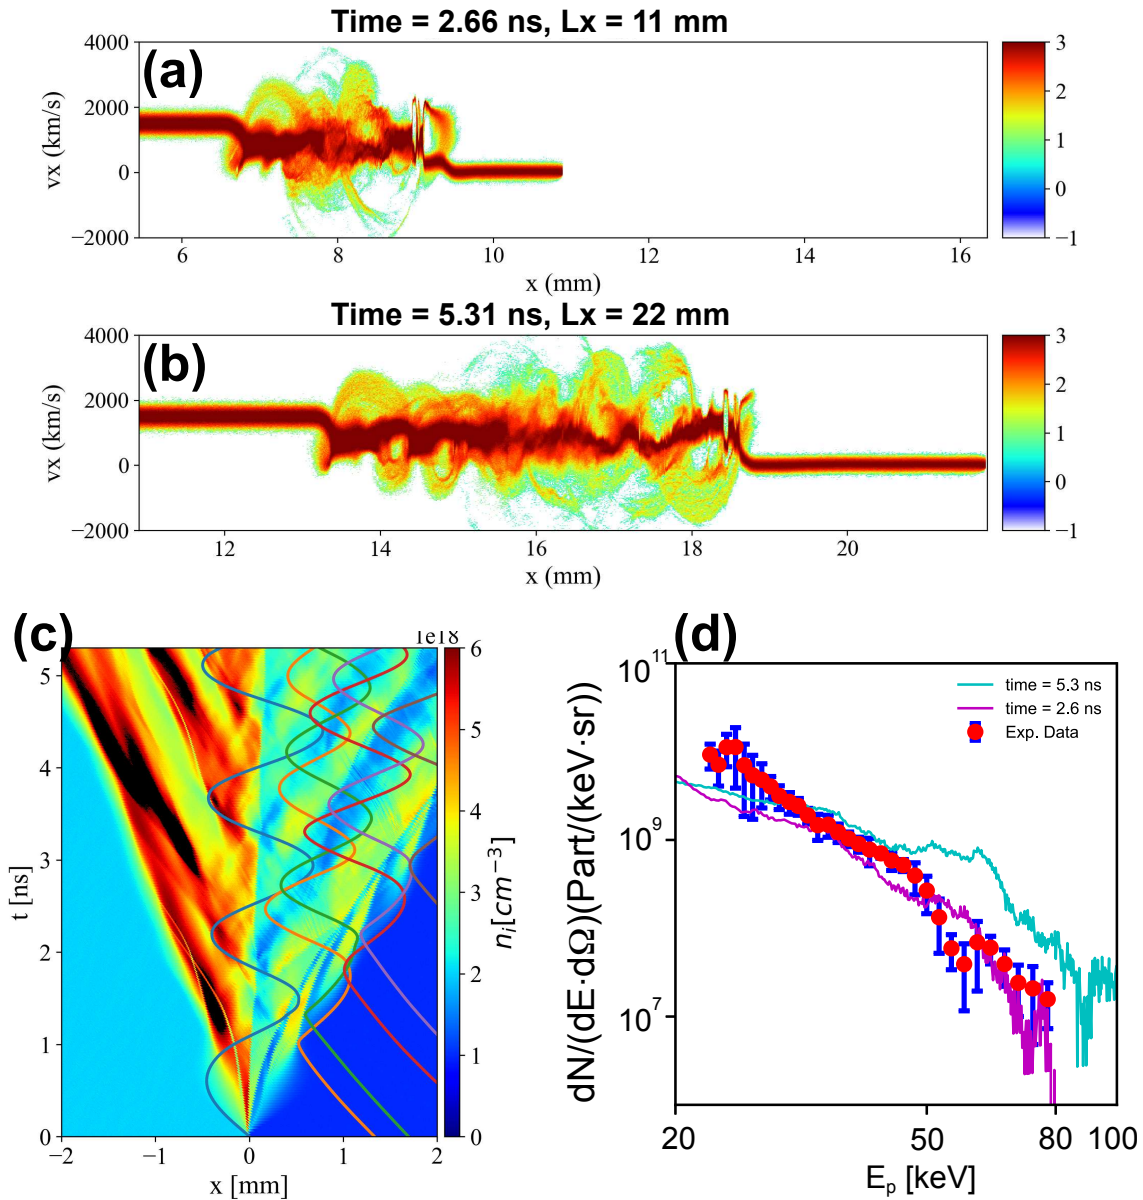 Time = 2.66 ns, Lx = 11 mm
(a)
4000
2000
0
−2000
vx (km/s)
6 8 10 12 14 16
x (mm)
3
2
1
0
−1
Time = 5.31 ns, Lx = 22 mm
(b)
4000
2000
0
−2000
vx (km/s)
12 14 16 18 20
x (mm)
3
2
1
0
−1
(c)
5
4
3
2
1
0
t [ns]
−2 −1 0 1 2
x [mm]
1e18
6
5
4
3
2
1
0
n_i[cm^{−3}]
(d)
10^{11}
10^9
10^7
dN/(dE·dΩ)(Part/(keV·sr))
time = 5.3 ns
time = 2.6 ns
Exp. Data
20 50 80 100
E_p [keV]